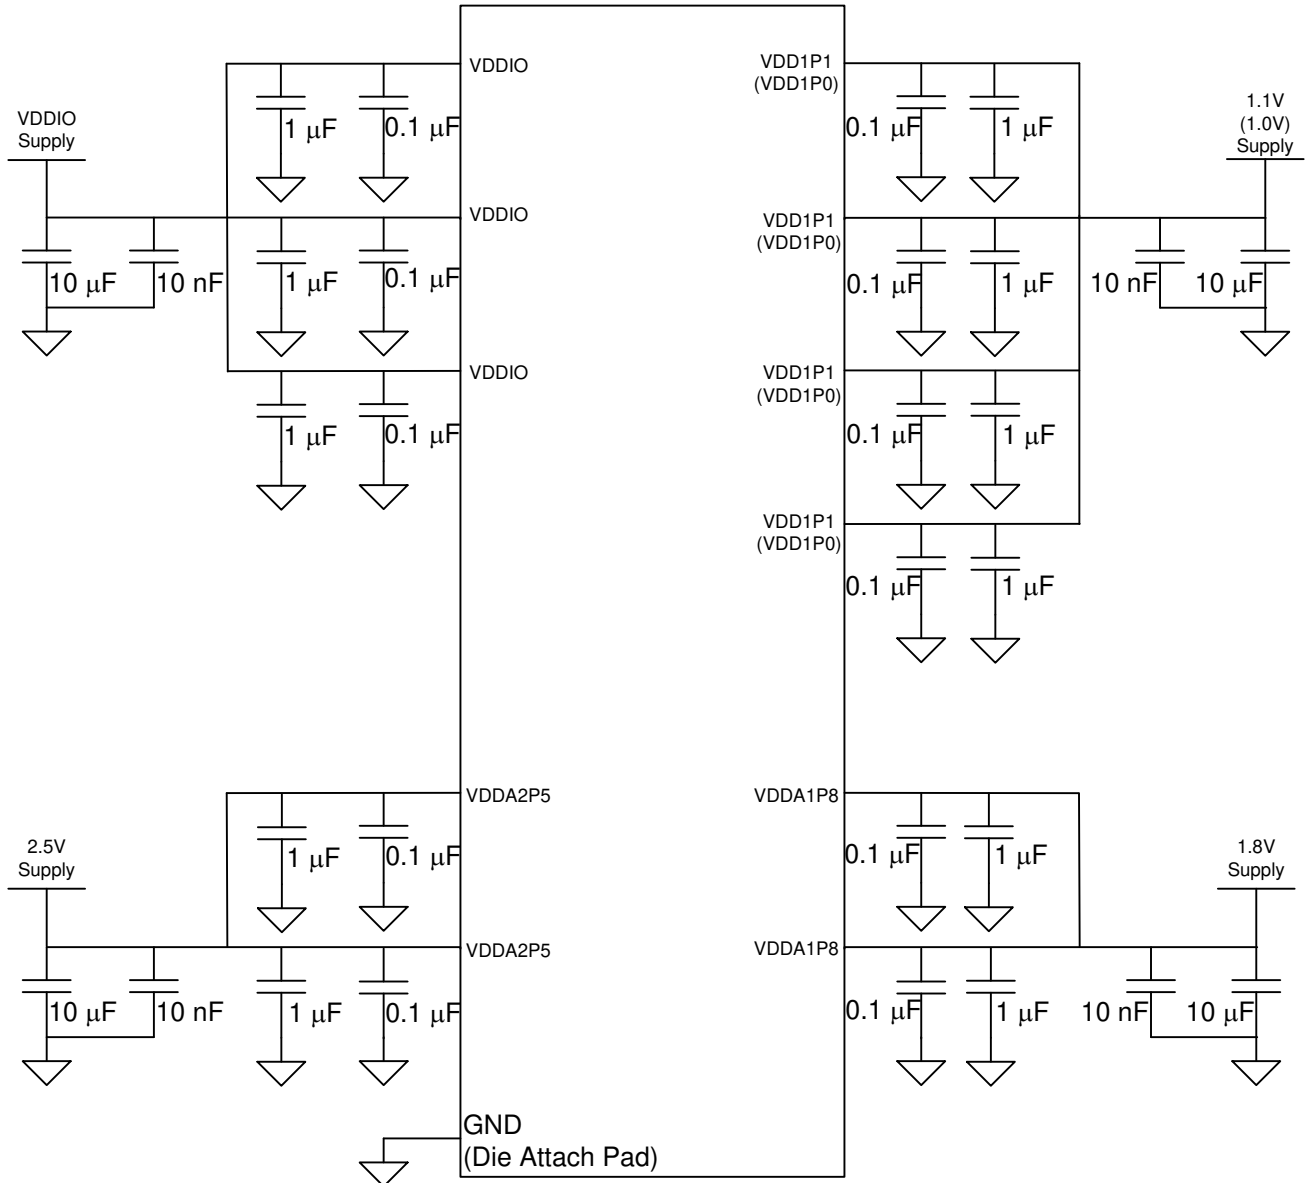 VDDIO
Supply
10 μF
10 nF
VDDIO
1 μF
0.1 μF
VDDIO
1 μF
0.1 μF
VDDIO
1 μF
0.1 μF
VDD1P1
(VDD1P0)
0.1 μF
1 μF
VDD1P1
(VDD1P0)
0.1 μF
1 μF
VDD1P1
(VDD1P0)
0.1 μF
1 μF
VDD1P1
(VDD1P0)
0.1 μF
1 μF
1.1V
(1.0V)
Supply
10 nF
10 μF
2.5V
Supply
10 μF
10 nF
VDDA2P5
1 μF
0.1 μF
VDDA2P5
1 μF
0.1 μF
VDDA1P8
0.1 μF
1 μF
VDDA1P8
0.1 μF
1 μF
1.8V
Supply
10 nF
10 μF
GND
(Die Attach Pad)